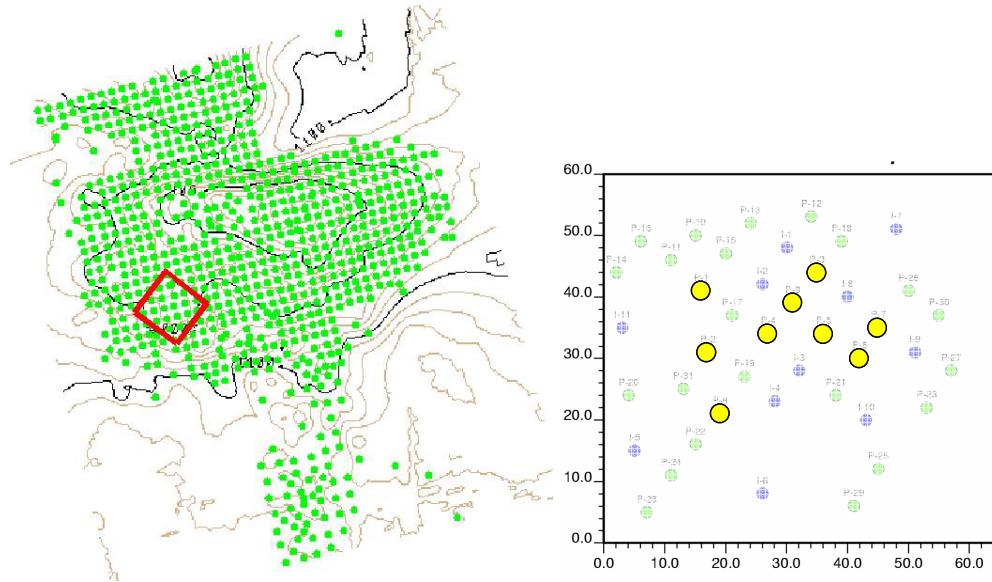 1100.
60.0
50.0
40.0
30.0
20.0
10.0
0.0
0.0
10.0
20.0
30.0
40.0
50.0
60.0
P-12
P-13
I-7
P-10
P-16
I-1
P-18
P-15
P-11
P-3
P-14
I-2
P-1
I-8
P-26
P-17
P-30
I-11
P-4
P-5
P-7
P-2
I-9
I-3
P-27
P-19
P-31
P-20
I-4
P-21
P-23
I-10
P-22
I-5
P-24
P-25
I-6
P-29
P-28